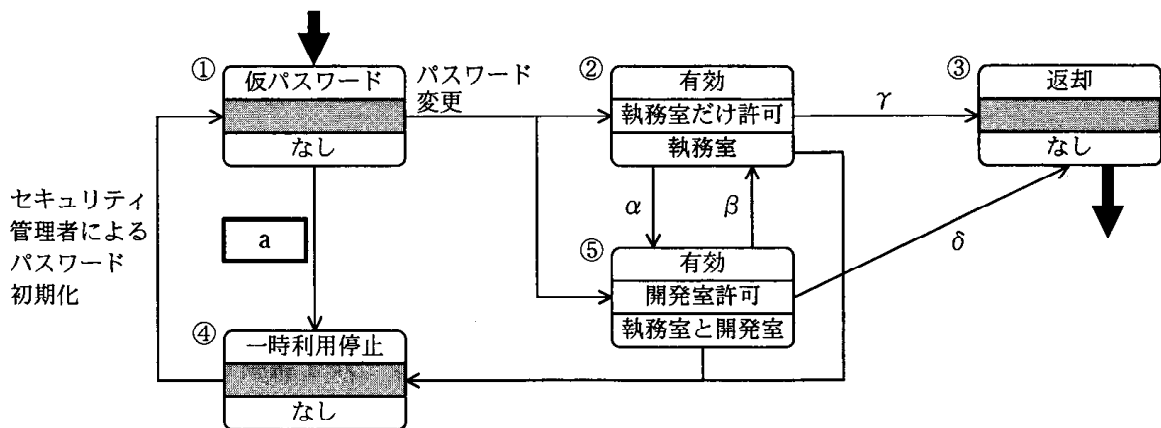 ①
仮パスワード
なし
パスワード
変更
②
有効
執務室だけ許可
執務室
γ
③
返却
なし
セキュリティ
管理者による
パスワード
初期化
a
α
β
δ
⑤
有効
開発室許可
執務室と開発室
④
一時利用停止
なし